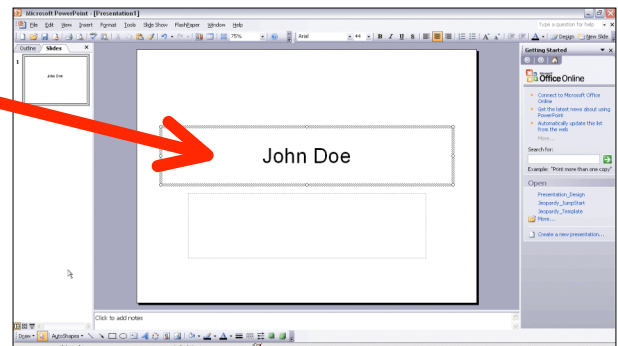 Microsoft PowerPoint - [Presentation1]
File Edit View Insert Format Tools Slide Show FlashPaper Window Help
Type a question for help
75% Arial 44 B I U S Design New Slide
Outline Slides
Getting Started
1
John Doe
Microsoft Office Online
Connect to Microsoft Office Online
Get the latest news about using PowerPoint
Automatically update this list from the web
More...
Search for:
Example: "Print more than one copy"
John Doe
Open
Presentation_Design
Jeopardy_JumpStart
Jeopardy_Template
More...
Create a new presentation...
Click to add notes
Draw AutoShapes